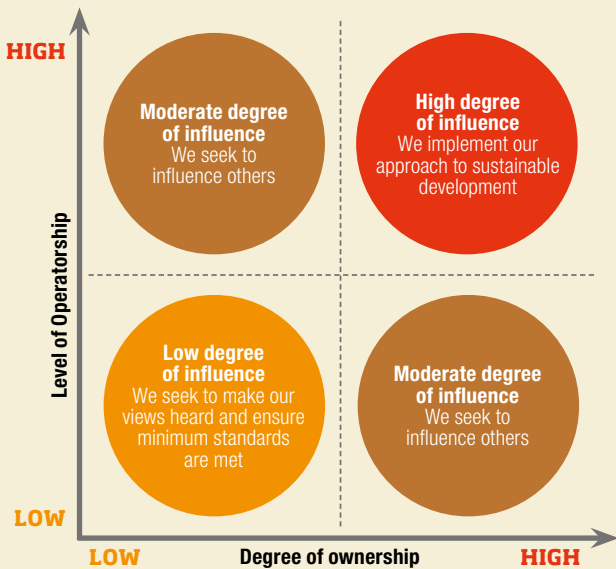 HIGH
Moderate degree
of influence
We seek to
influence others
High degree
of influence
We implement our
approach to sustainable
development
Level of Operatorship
Low degree
of influence
We seek to make our
views heard and ensure
minimum standards
are met
Moderate degree
of influence
We seek to
influence others
LOW
LOW
Degree of ownership
HIGH